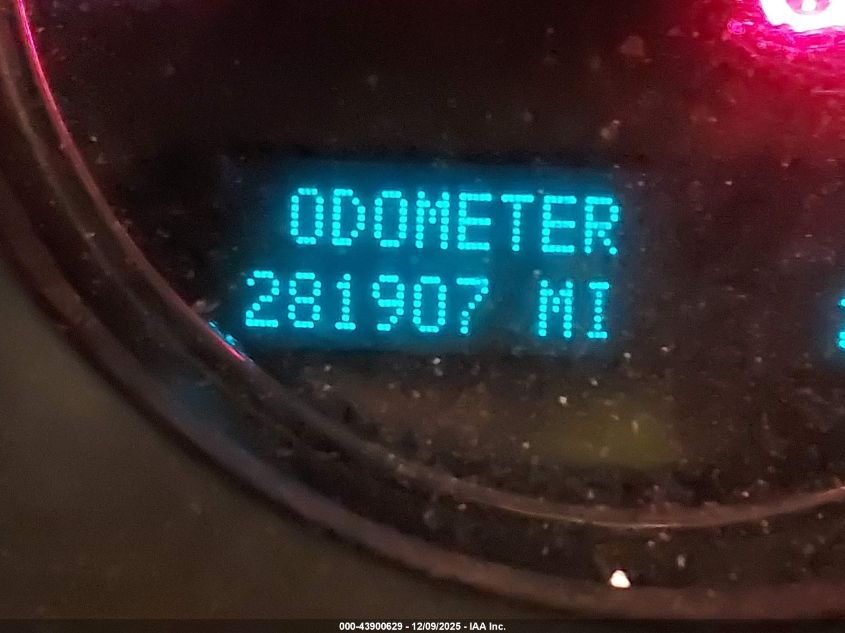 ODOMETER
281907 MI
000-43900629 - 12/09/2025 - IAA Inc.